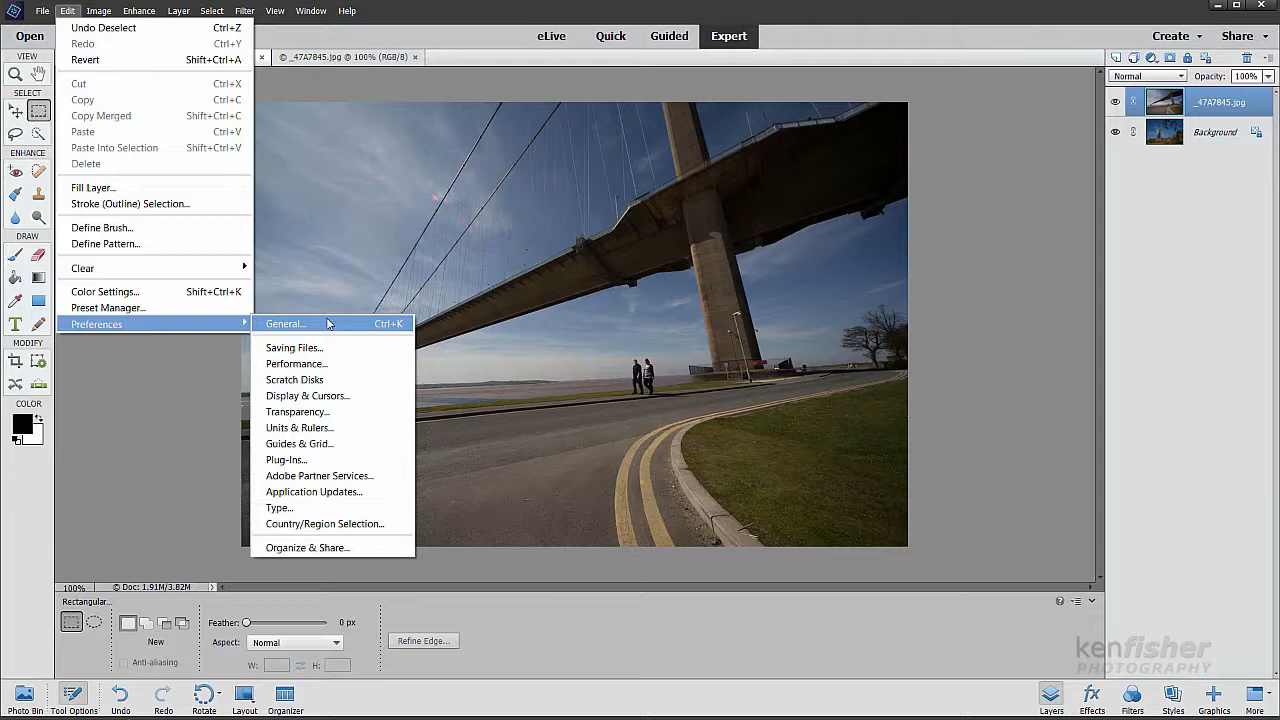 File Edit Image Enhance Layer Select Filter View Window Help
Open eLive Quick Guided Expert Create Share
© _47A7845.jpg @ 100% (RGB/8) ×
VIEW
SELECT
ENHANCE
DRAW
MODIFY
COLOR
Undo Deselect Ctrl+Z
Redo Ctrl+Y
Revert Shift+Ctrl+A
Cut Ctrl+X
Copy Ctrl+C
Copy Merged Shift+Ctrl+C
Paste Ctrl+V
Paste Into Selection Shift+Ctrl+V
Delete
Fill Layer...
Stroke (Outline) Selection...
Define Brush...
Define Pattern...
Clear
Color Settings... Shift+Ctrl+K
Preset Manager...
Preferences
General... Ctrl+K
Saving Files...
Performance...
Scratch Disks
Display & Cursors...
Transparency...
Units & Rulers...
Guides & Grid...
Plug-Ins...
Adobe Partner Services...
Application Updates...
Type...
Country/Region Selection...
Organize & Share...
Normal Opacity: 100%
_47A7845.jpg
Background
100% © Doc: 1.91M/3.82M
Rectangular...
New
Anti-aliasing
Feather: 0 px
Aspect: Normal
W: H:
Refine Edge...
kenfisher
PHOTOGRAPHY
Photo Bin Tool Options Undo Redo Rotate Layout Organizer Layers Effects Filters Styles Graphics More